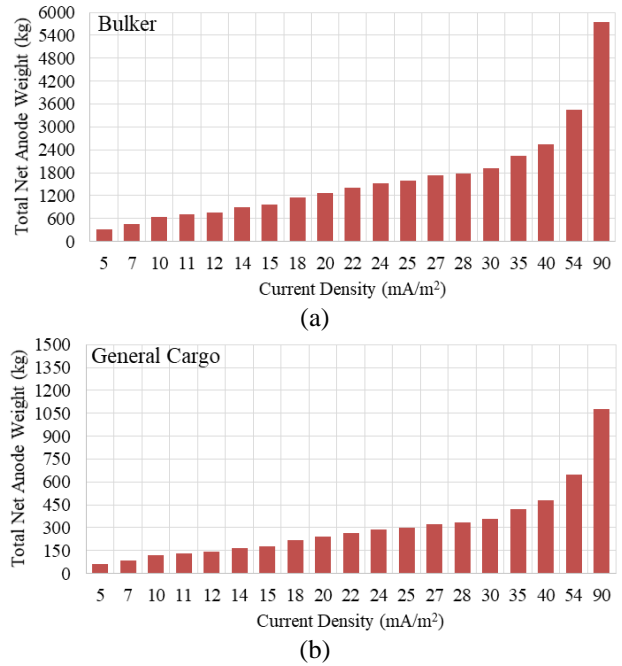 Bulker
Total Net Anode Weight (kg)
6000
5400
4800
4200
3600
3000
2400
1800
1200
600
0
5 7 10 11 12 14 15 18 20 22 24 25 27 28 30 35 40 54 90
Current Density (mA/m²)
(a)
General Cargo
Total Net Anode Weight (kg)
1500
1350
1200
1050
900
750
600
450
300
150
0
5 7 10 11 12 14 15 18 20 22 24 25 27 28 30 35 40 54 90
Current Density (mA/m²)
(b)